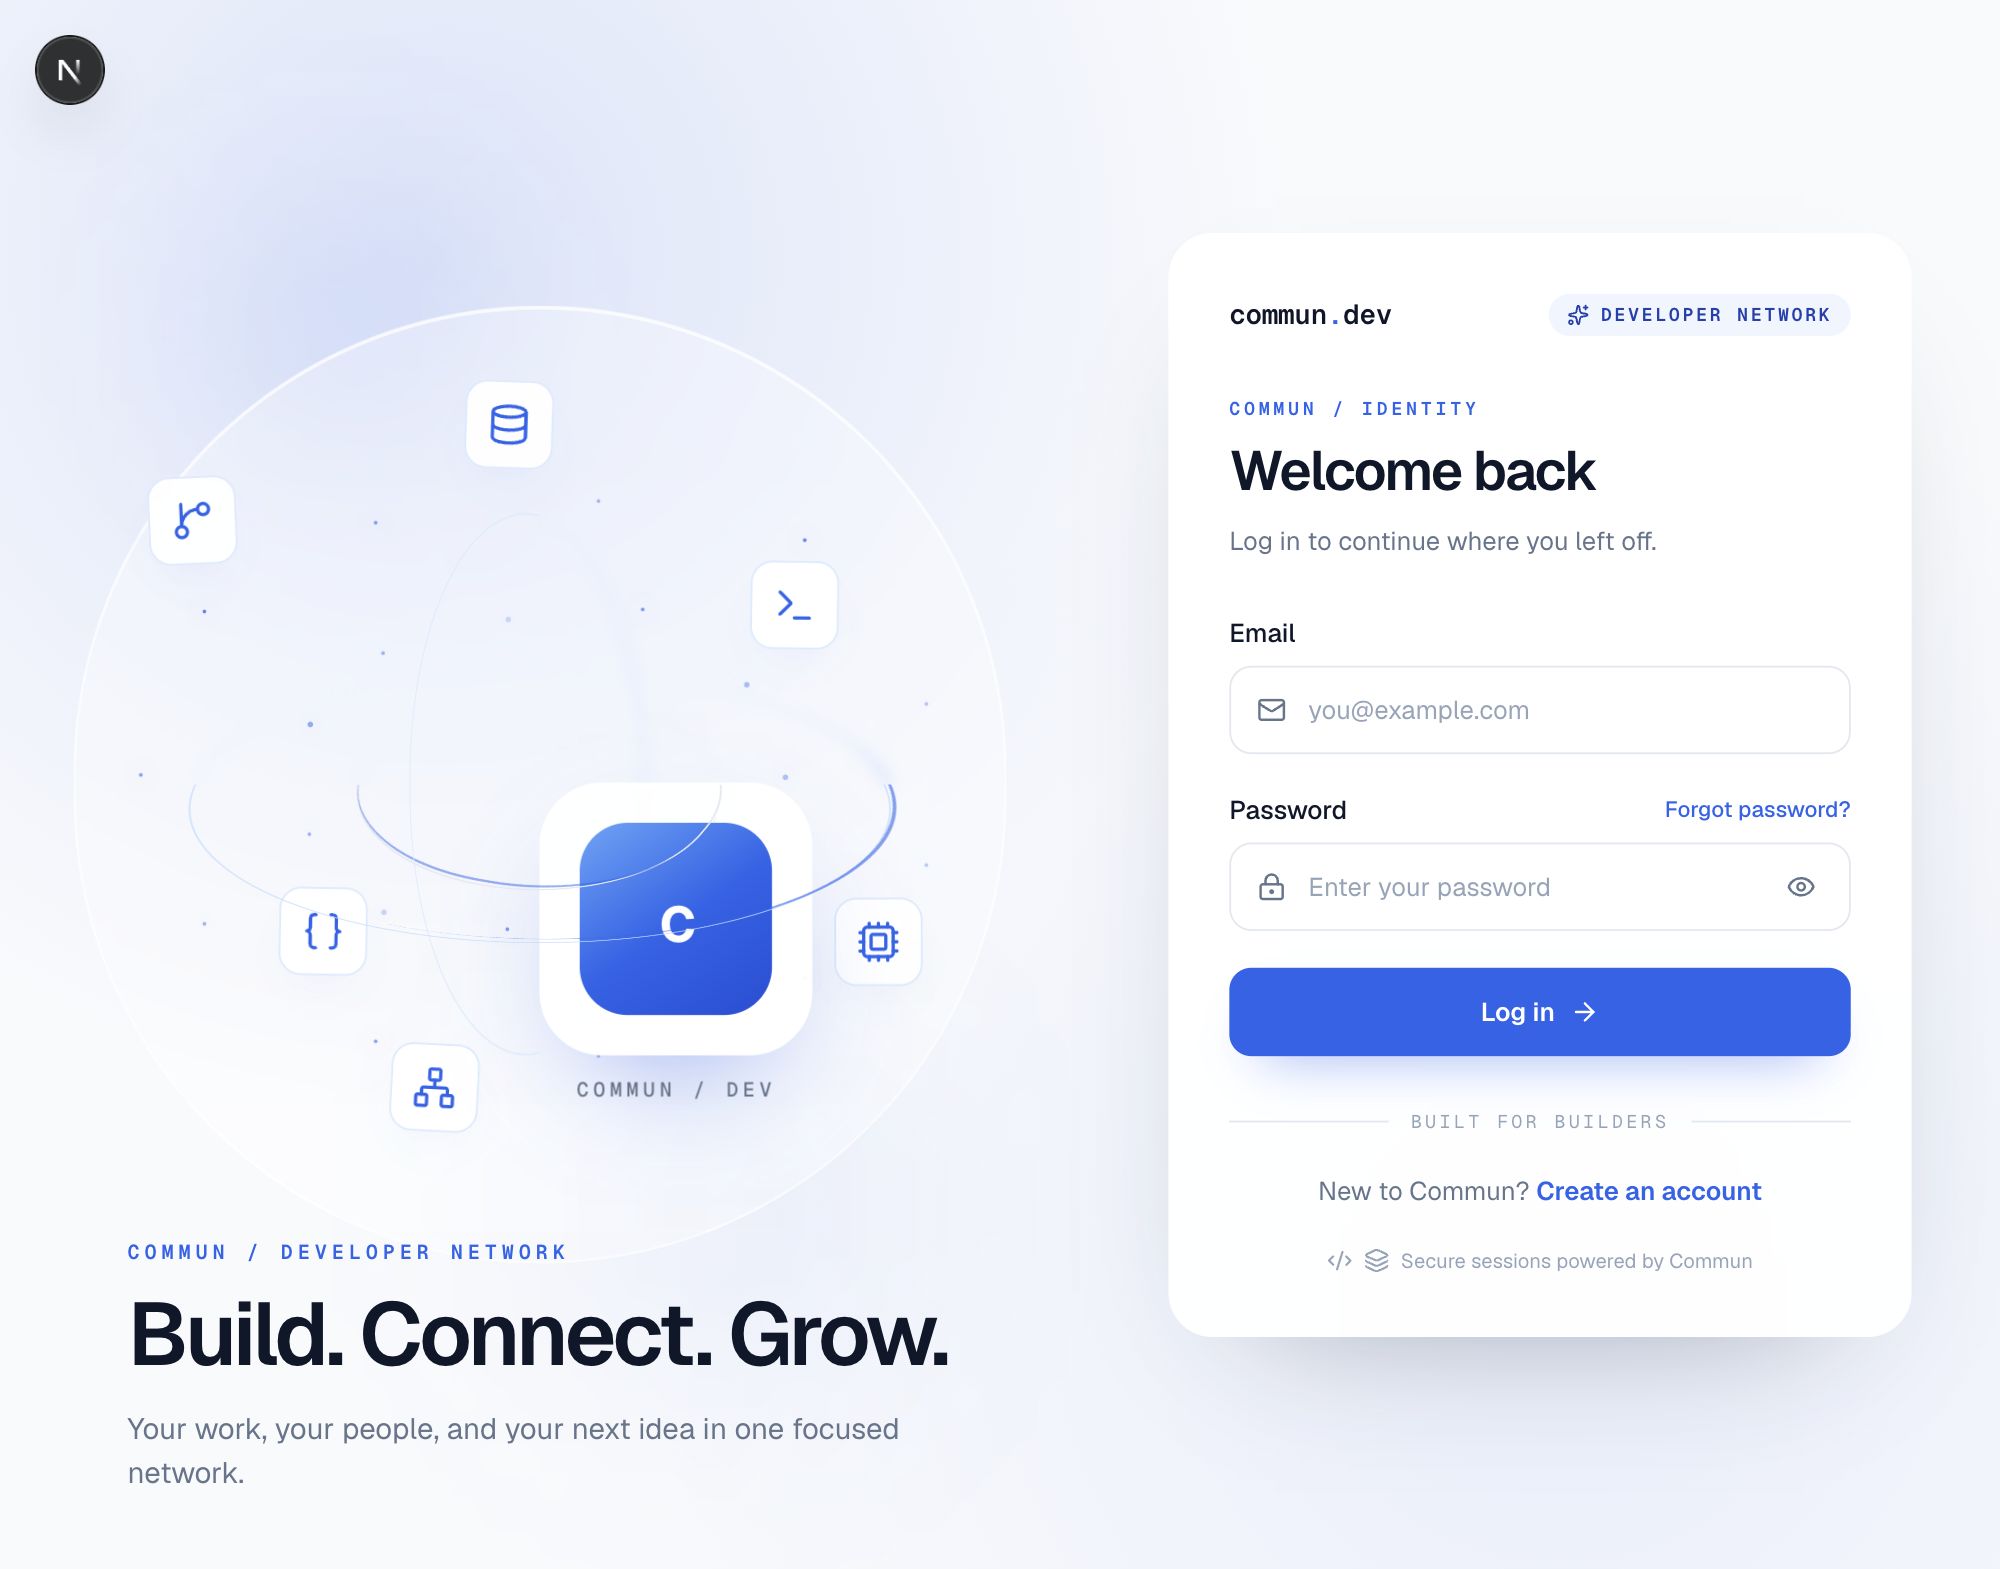 N
C
COMMUN / DEV
COMMUN / DEVELOPER NETWORK
Build. Connect. Grow.
Your work, your people, and your next idea in one focused
network.
commun.dev
DEVELOPER NETWORK
COMMUN / IDENTITY
Welcome back
Log in to continue where you left off.
Email
you@example.com
Password
Forgot password?
Enter your password
Log in
BUILT FOR BUILDERS
New to Commun? Create an account
Secure sessions powered by Commun